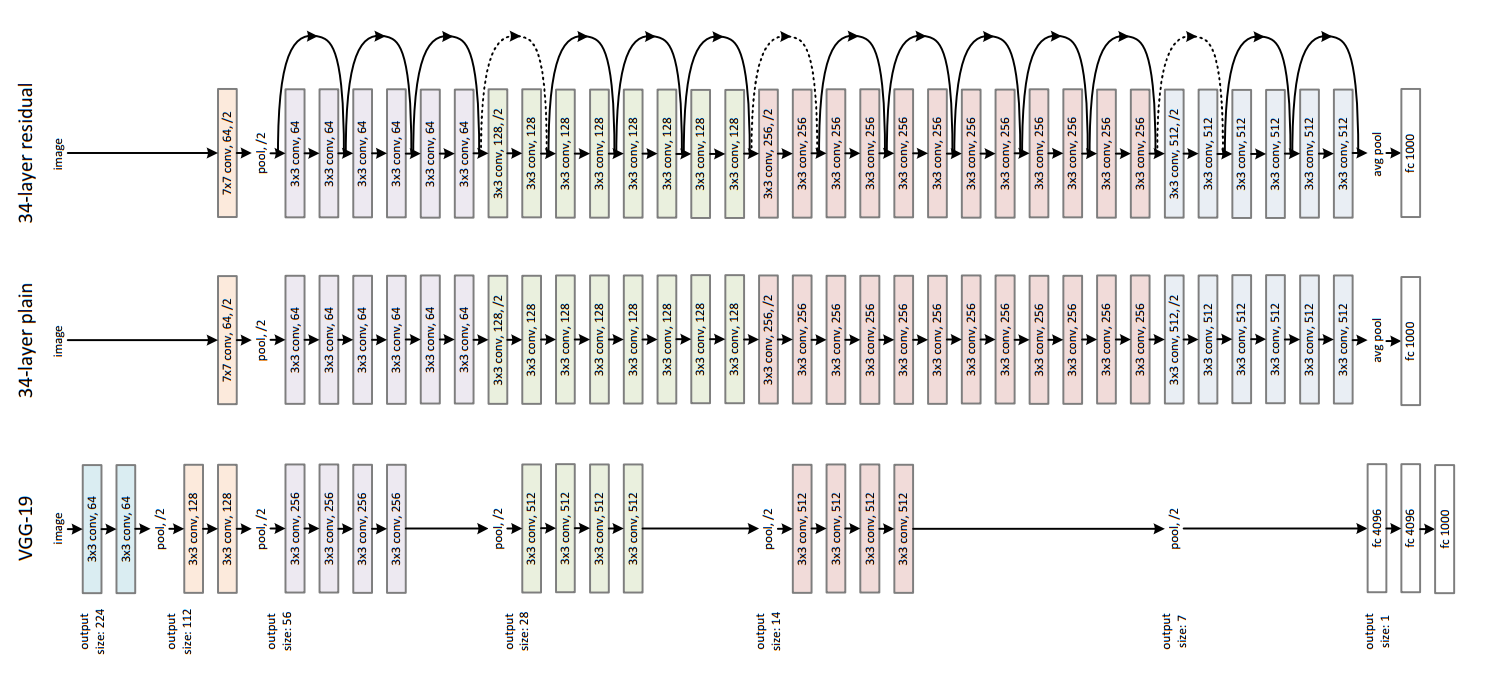 34-layer residual
image
7x7 conv, 64, /2
pool, /2
3x3 conv, 64
3x3 conv, 64
3x3 conv, 64
3x3 conv, 64
3x3 conv, 64
3x3 conv, 64
3x3 conv, 128, /2
3x3 conv, 128
3x3 conv, 128
3x3 conv, 128
3x3 conv, 128
3x3 conv, 128
3x3 conv, 128
3x3 conv, 128
3x3 conv, 256, /2
3x3 conv, 256
3x3 conv, 256
3x3 conv, 256
3x3 conv, 256
3x3 conv, 256
3x3 conv, 256
3x3 conv, 256
3x3 conv, 256
3x3 conv, 256
3x3 conv, 256
3x3 conv, 256
3x3 conv, 512, /2
3x3 conv, 512
3x3 conv, 512
3x3 conv, 512
3x3 conv, 512
3x3 conv, 512
avg pool
fc 1000
34-layer plain
image
7x7 conv, 64, /2
pool, /2
3x3 conv, 64
3x3 conv, 64
3x3 conv, 64
3x3 conv, 64
3x3 conv, 64
3x3 conv, 64
3x3 conv, 128, /2
3x3 conv, 128
3x3 conv, 128
3x3 conv, 128
3x3 conv, 128
3x3 conv, 128
3x3 conv, 128
3x3 conv, 128
3x3 conv, 256, /2
3x3 conv, 256
3x3 conv, 256
3x3 conv, 256
3x3 conv, 256
3x3 conv, 256
3x3 conv, 256
3x3 conv, 256
3x3 conv, 256
3x3 conv, 256
3x3 conv, 256
3x3 conv, 256
3x3 conv, 512, /2
3x3 conv, 512
3x3 conv, 512
3x3 conv, 512
3x3 conv, 512
3x3 conv, 512
avg pool
fc 1000
VGG-19
image
3x3 conv, 64
3x3 conv, 64
pool, /2
3x3 conv, 128
3x3 conv, 128
pool, /2
3x3 conv, 256
3x3 conv, 256
3x3 conv, 256
3x3 conv, 256
pool, /2
3x3 conv, 512
3x3 conv, 512
3x3 conv, 512
3x3 conv, 512
pool, /2
3x3 conv, 512
3x3 conv, 512
3x3 conv, 512
3x3 conv, 512
pool, /2
fc 4096
fc 4096
fc 1000
output
size: 224
output
size: 112
output
size: 56
output
size: 28
output
size: 14
output
size: 7
output
size: 1